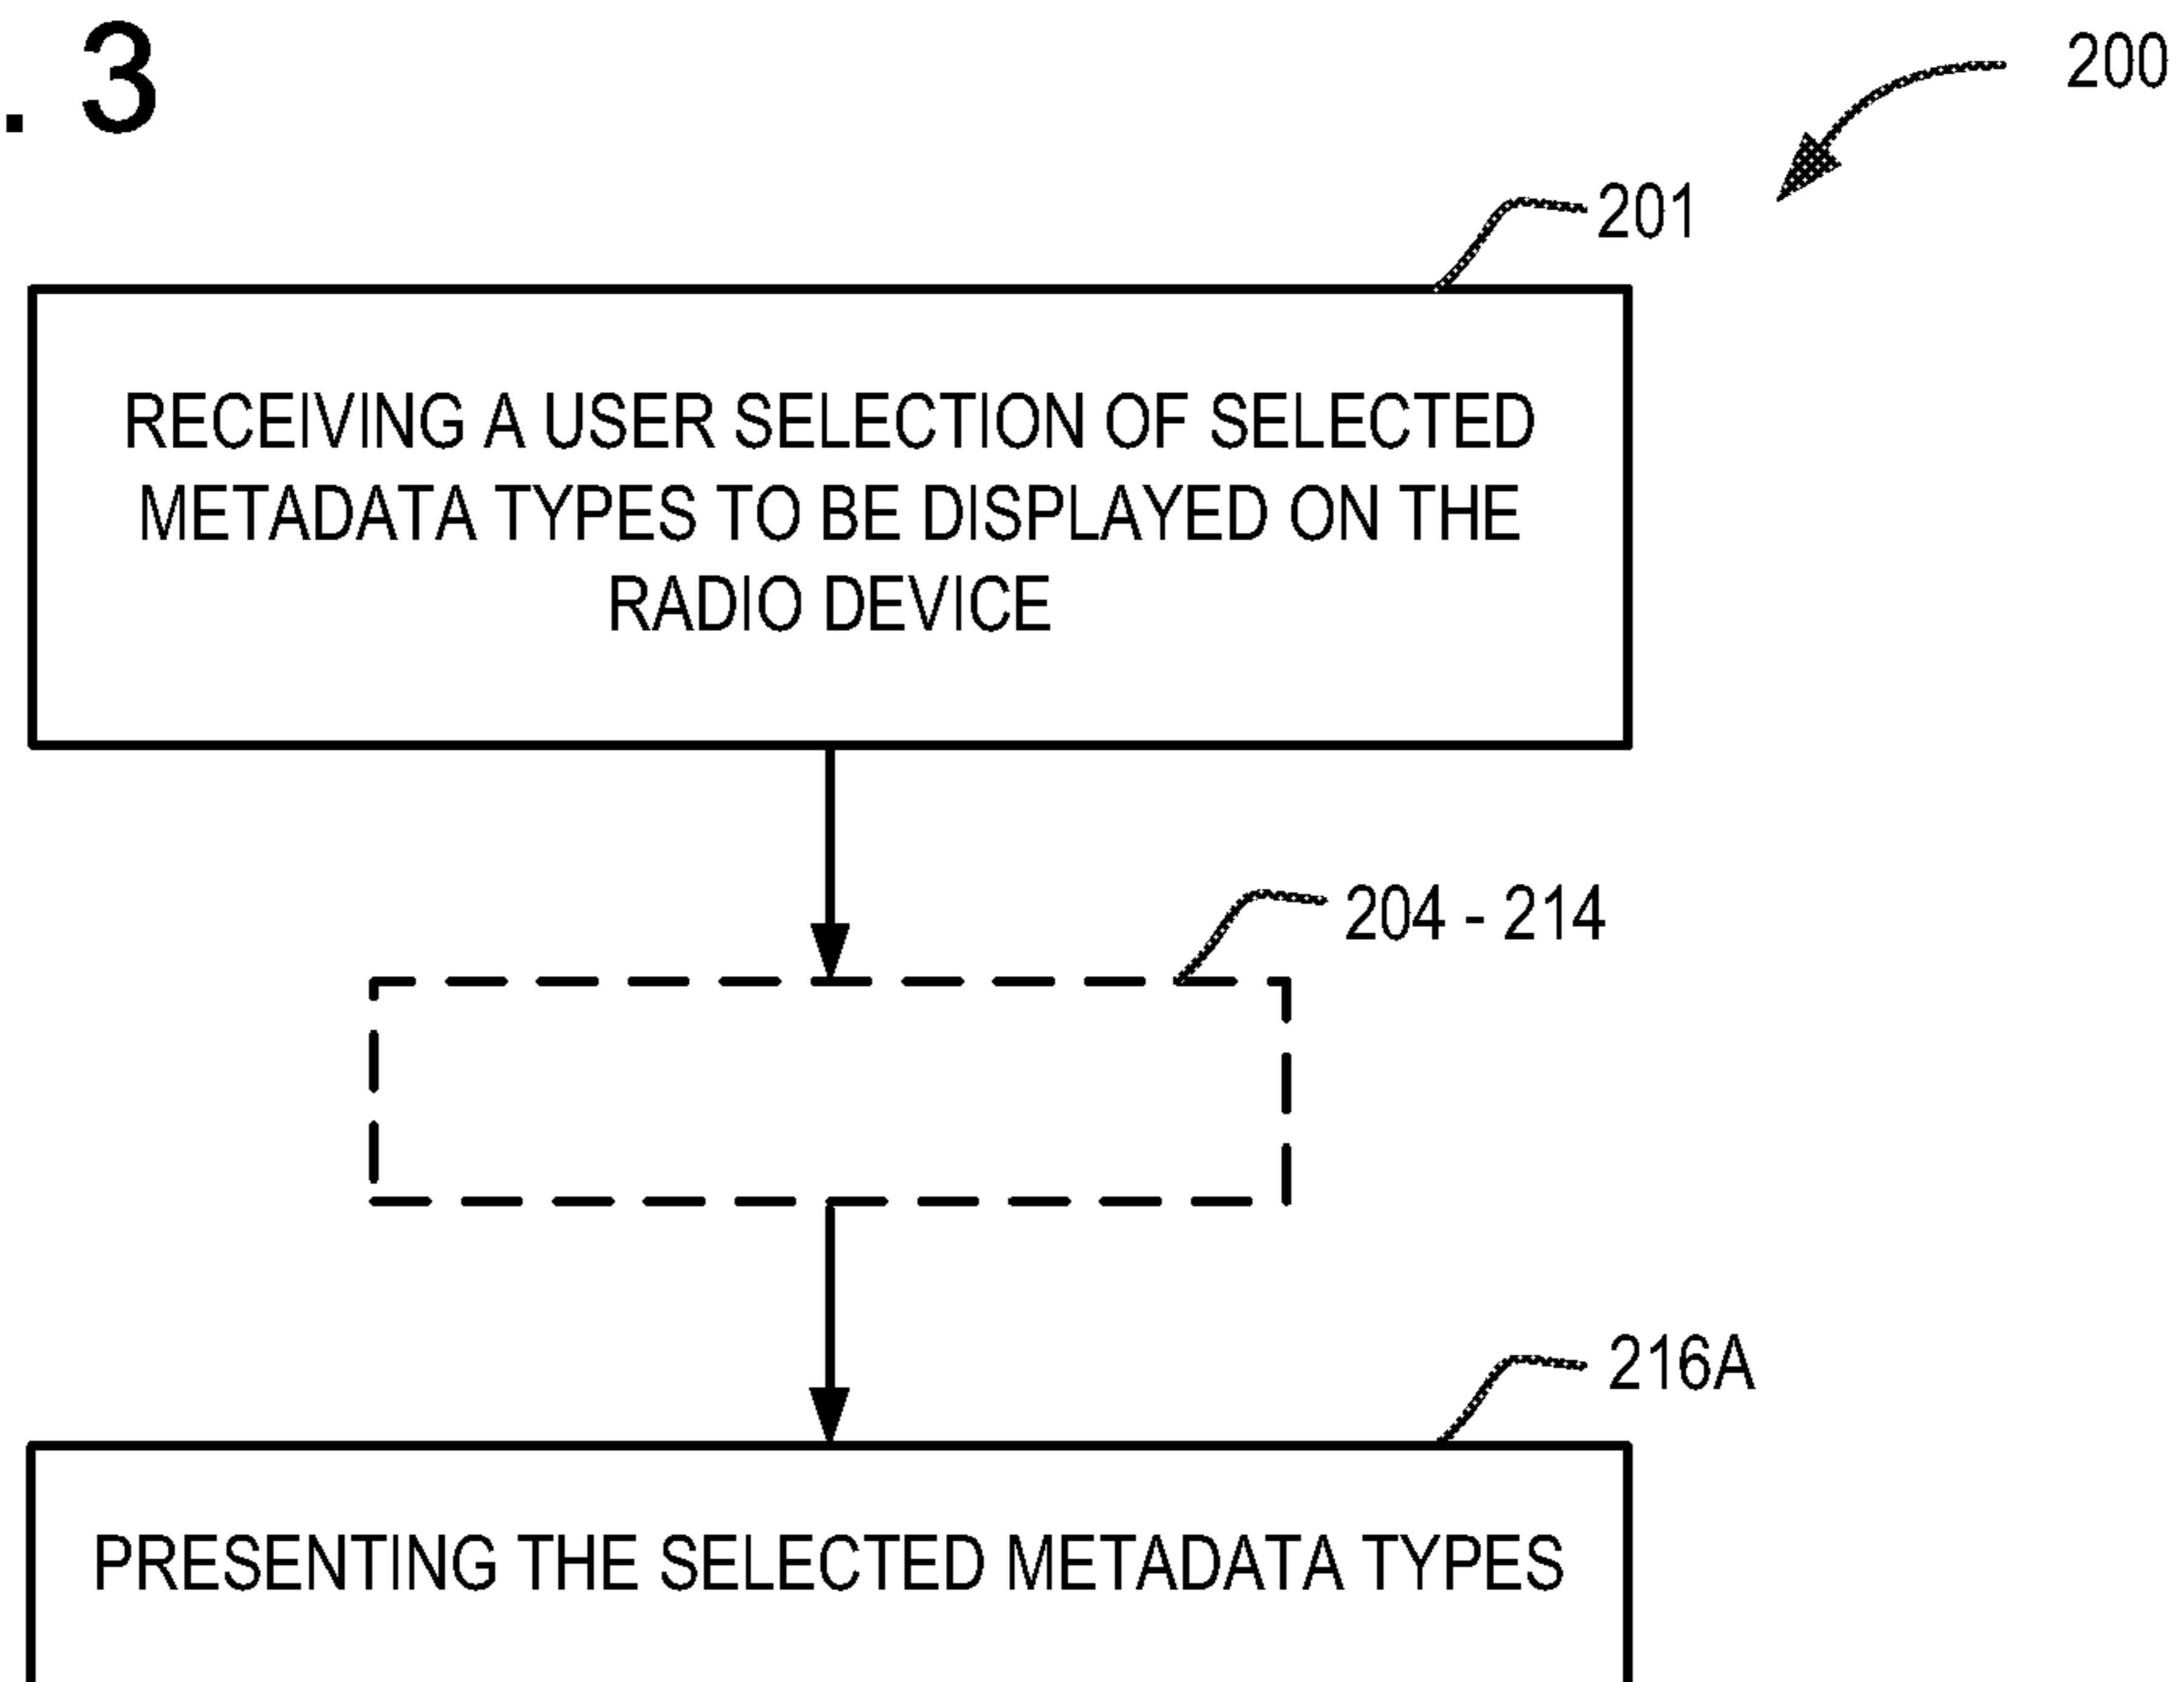 . 3
200
201
RECEIVING A USER SELECTION OF SELECTED
METADATA TYPES TO BE DISPLAYED ON THE
RADIO DEVICE
204 - 214
216A
PRESENTING THE SELECTED METADATA TYPES